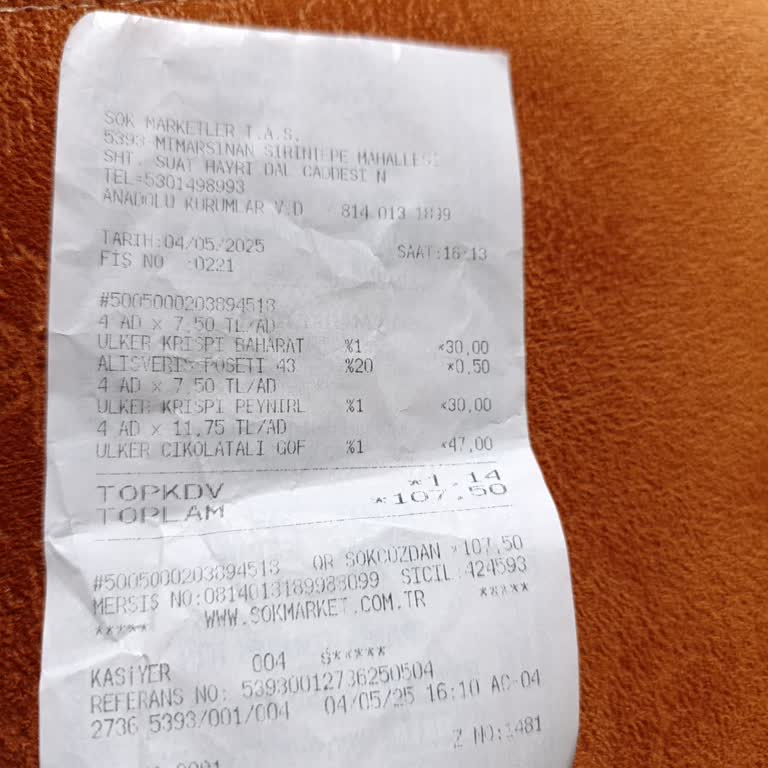 SOK MARKETLER T.A.S.
5393 MIMARSINAN SIRINTEPE MAHALLESI
SHT. SUAT HAYRI DAL CADDESI N
TEL=5301498993
ANADOLU KURUMLAR V.D 814 013 1899
TARIH:04/05/2025 SAAT:16:13
FİŞ NO :0221
#5005000203894518
4 AD x 7,50 TL/AD
ULKER KRISPI BAHARAT %1 *30,00
ALISVERIS POSETI 43 %20 *0,50
4 AD x 7,50 TL/AD
ULKER KRISPI PEYNIRL %1 *30,00
4 AD x 11,75 TL/AD
ULKER CIKOLATALI GOF %1 *47,00
TOPKDV *1,14
TOPLAM *107,50
#5005000203894518 QR SOKCUZDAN *107,50
MERSIS NO:0814013189988099 SICIL:424593
***** WWW.SOKMARKET.COM.TR *****
KASİYER 004 S*****
REFERANS NO: 53930012736250504
2736 5393/001/004 04/05/25 16:10 AC-04
Z NO:1481